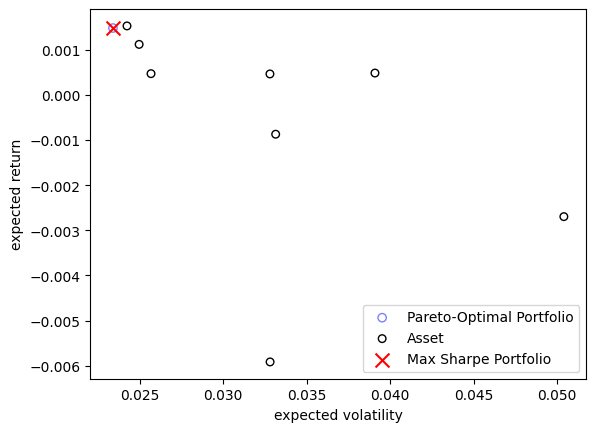 0.001
0.000
−0.001
−0.002
−0.003
−0.004
−0.005
−0.006
expected return
Pareto-Optimal Portfolio
Asset
Max Sharpe Portfolio
0.025 0.030 0.035 0.040 0.045 0.050
expected volatility